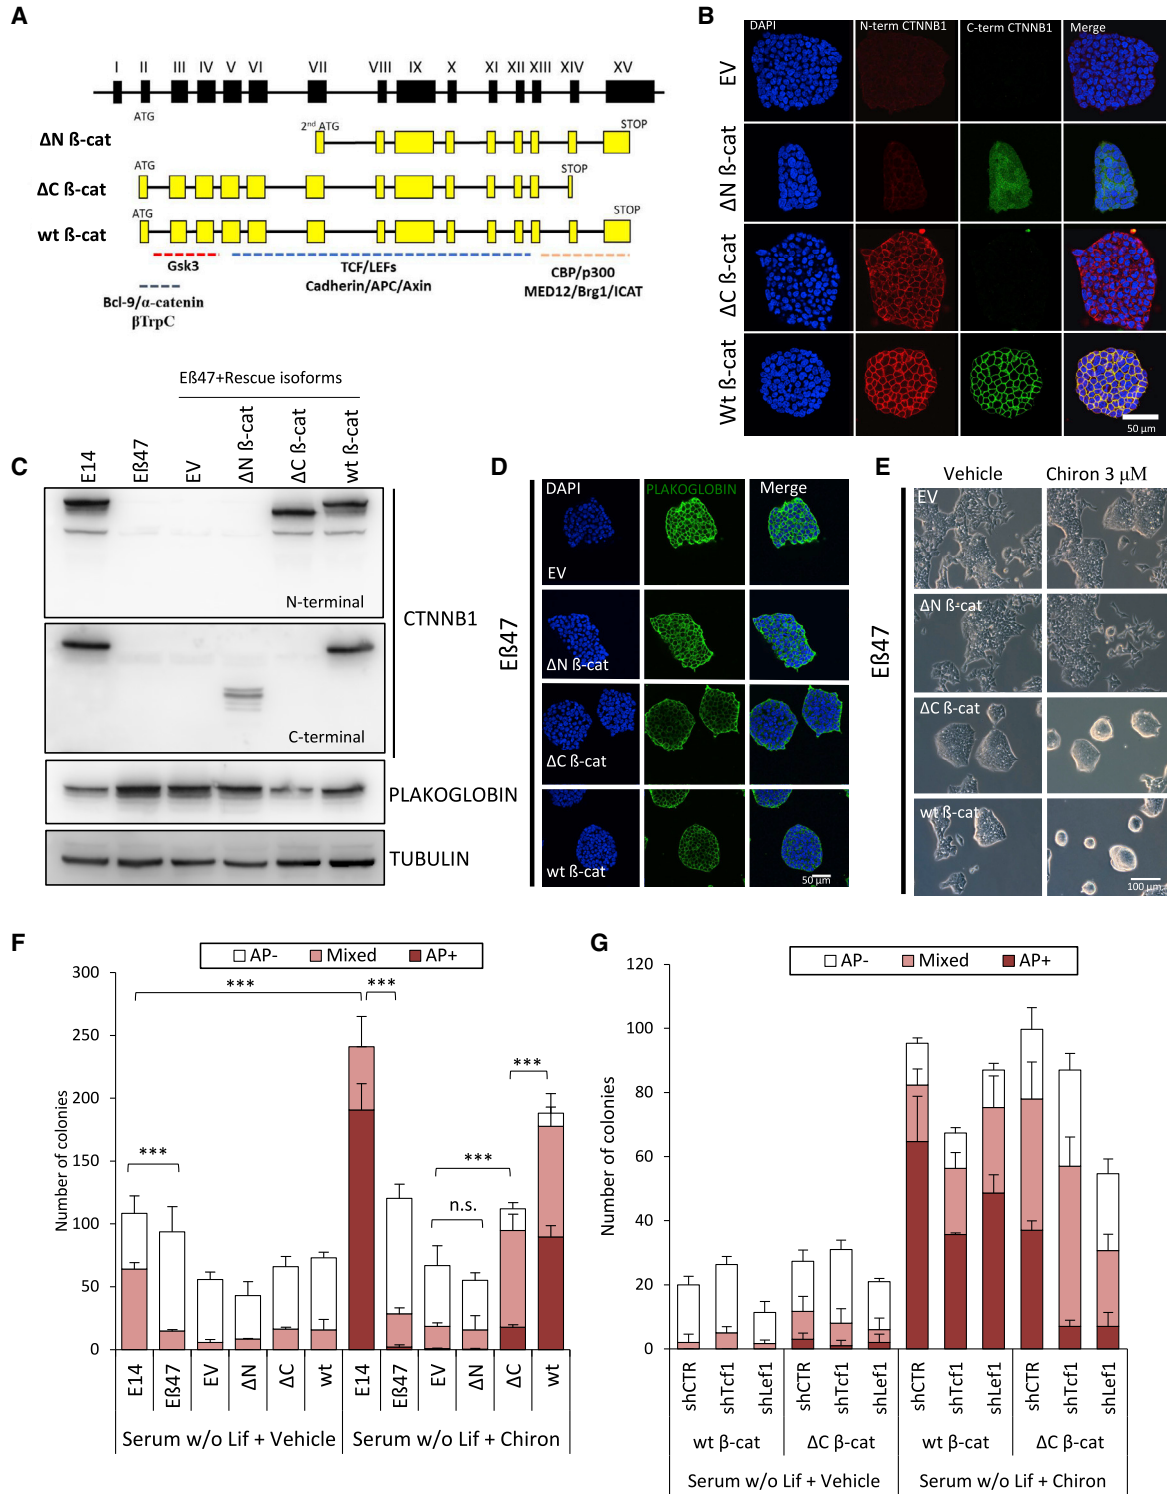 A
I II III IV V VI VII VIII IX X XI XII XIII XIV XV
ATG
2nd ATG STOP
ΔN ß-cat
ATG STOP
ΔC ß-cat
ATG STOP
wt ß-cat
Gsk3 TCF/LEFs CBP/p300
Cadherin/APC/Axin MED12/Brg1/ICAT
Bcl-9/α-catenin
βTrpC
B
DAPI N-term CTNNB1 C-term CTNNB1 Merge
EV
ΔN ß-cat
ΔC ß-cat
Wt ß-cat
50 µm
C
Eß47+Rescue isoforms
E14 Eß47 EV ΔN ß-cat ΔC ß-cat wt ß-cat
N-terminal
CTNNB1
C-terminal
PLAKOGLOBIN
TUBULIN
D
DAPI PLAKOGLOBIN Merge
Eß47
EV
ΔN ß-cat
ΔC ß-cat
wt ß-cat
50 µm
E
Vehicle Chiron 3 µM
Eß47
EV
ΔN ß-cat
ΔC ß-cat
wt ß-cat
100 µm
F
AP- Mixed AP+
Number of colonies
300
250
200
150
100
50
0
*** *** *** *** *** n.s.
E14 Eß47 EV ΔN ΔC wt E14 Eß47 EV ΔN ΔC wt
Serum w/o Lif + Vehicle Serum w/o Lif + Chiron
G
AP- Mixed AP+
Number of colonies
120
100
80
60
40
20
0
shCTR shTcf1 shLef1 shCTR shTcf1 shLef1 shCTR shTcf1 shLef1 shCTR shTcf1 shLef1
wt β-cat ΔC β-cat wt β-cat ΔC β-cat
Serum w/o Lif + Vehicle Serum w/o Lif + Chiron